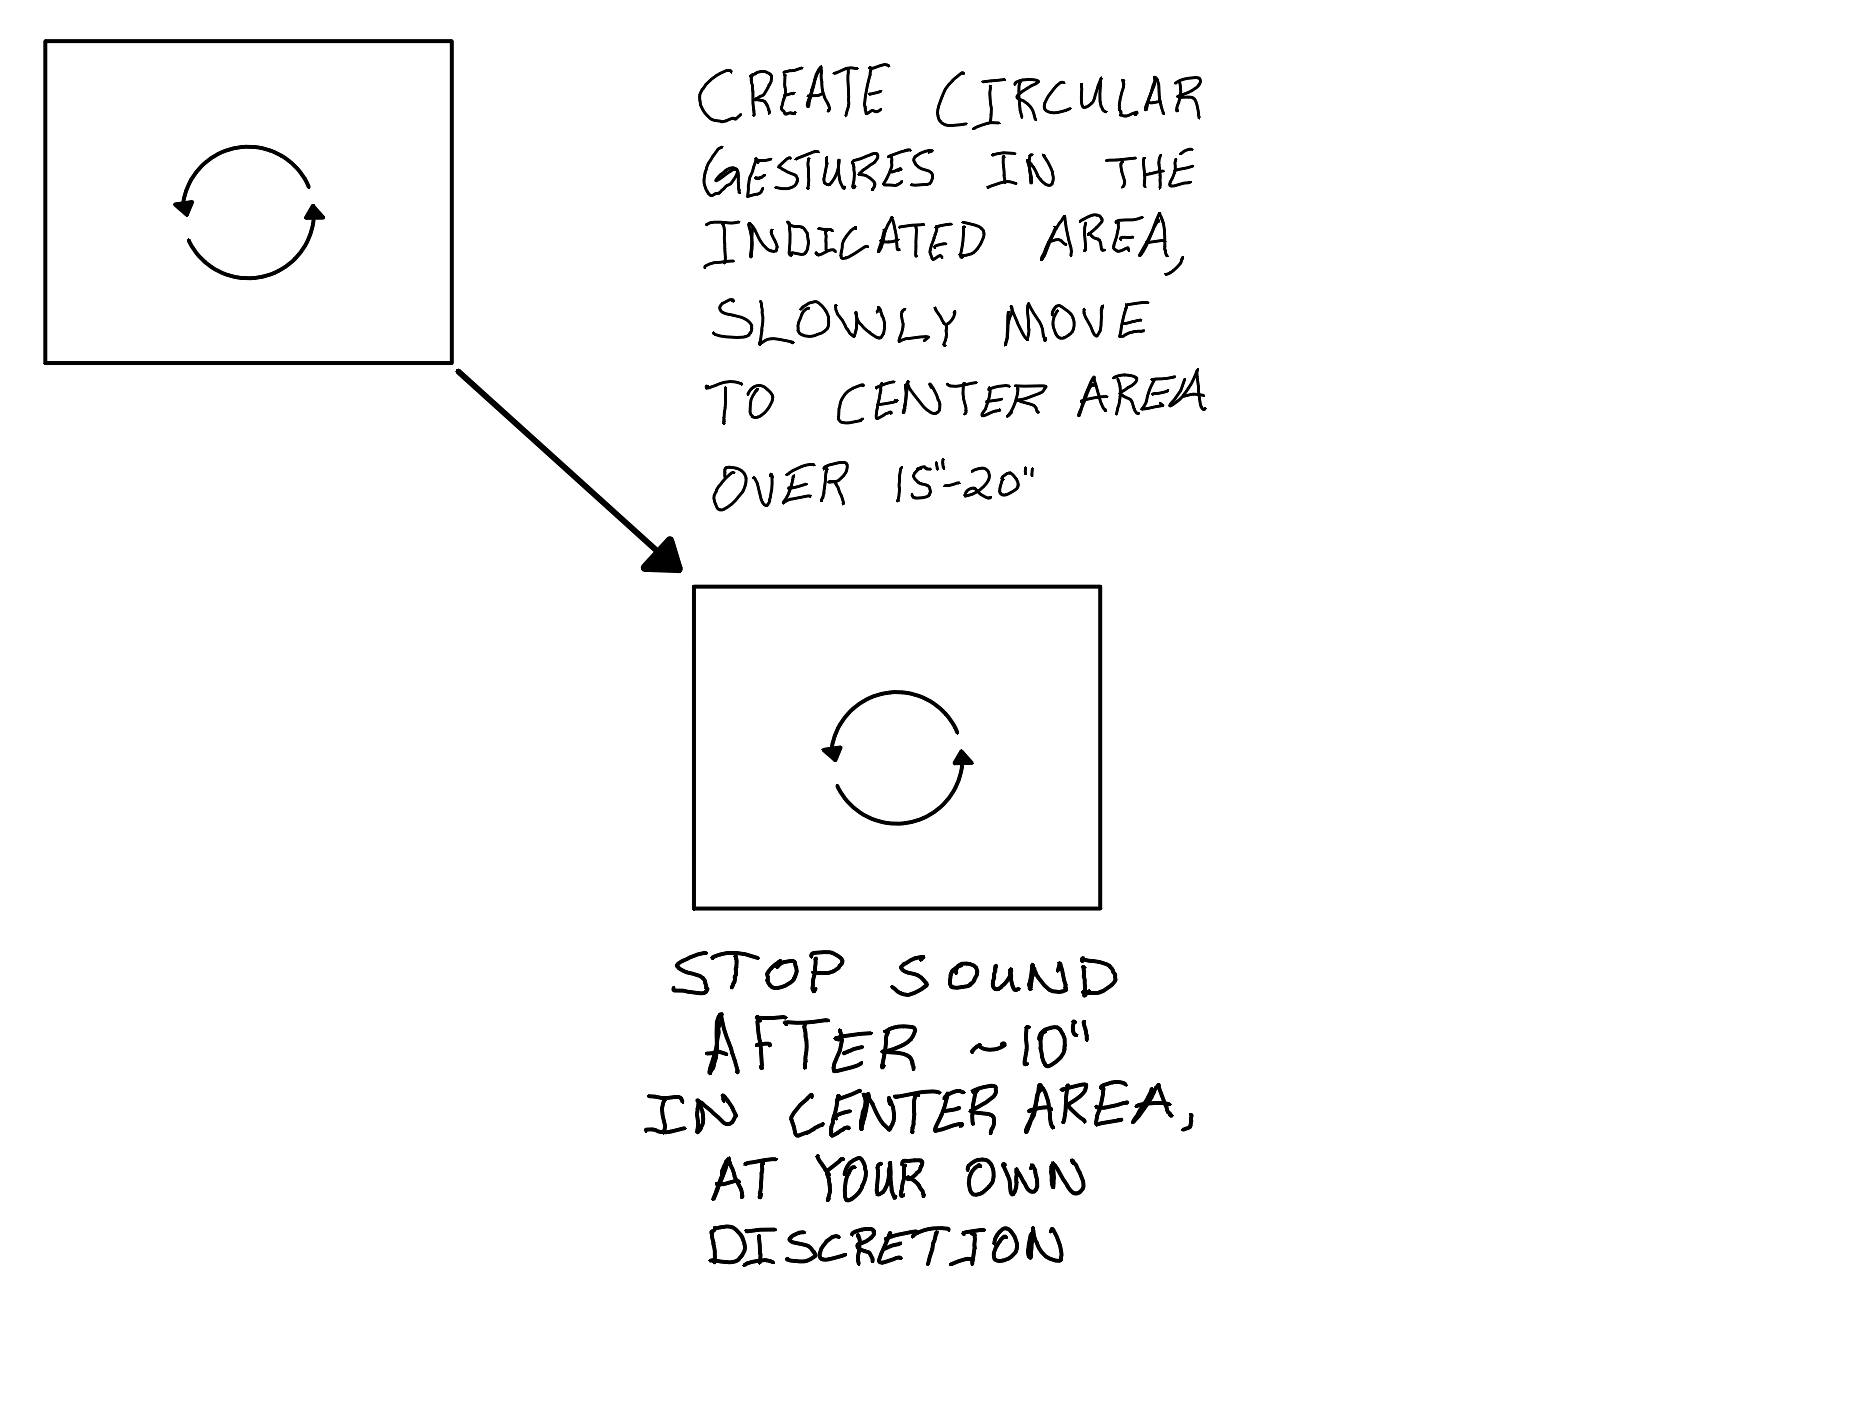 CREATE CIRCULAR
GESTURES IN THE
INDICATED AREA,
SLOWLY MOVE
TO CENTER AREA
OVER 15"-20"
STOP SOUND
AFTER ~10"
IN CENTER AREA,
AT YOUR OWN
DISCRETION